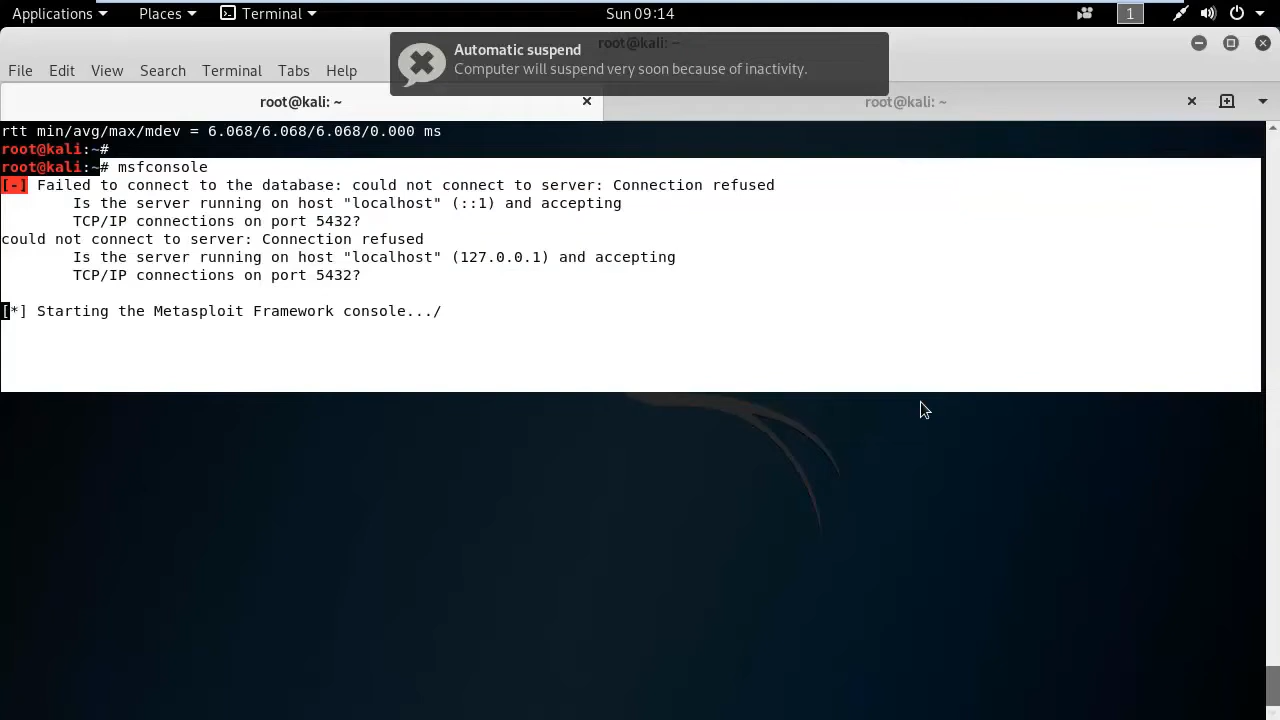 Applications Places Terminal Sun 09:14 1
root@kali: ~
Automatic suspend
Computer will suspend very soon because of inactivity.
File Edit View Search Terminal Tabs Help
root@kali: ~ root@kali: ~
rtt min/avg/max/mdev = 6.068/6.068/6.068/0.000 ms
root@kali:~#
root@kali:~# msfconsole
[-] Failed to connect to the database: could not connect to server: Connection refused
Is the server running on host "localhost" (::1) and accepting
TCP/IP connections on port 5432?
could not connect to server: Connection refused
Is the server running on host "localhost" (127.0.0.1) and accepting
TCP/IP connections on port 5432?
[*] Starting the Metasploit Framework console.../